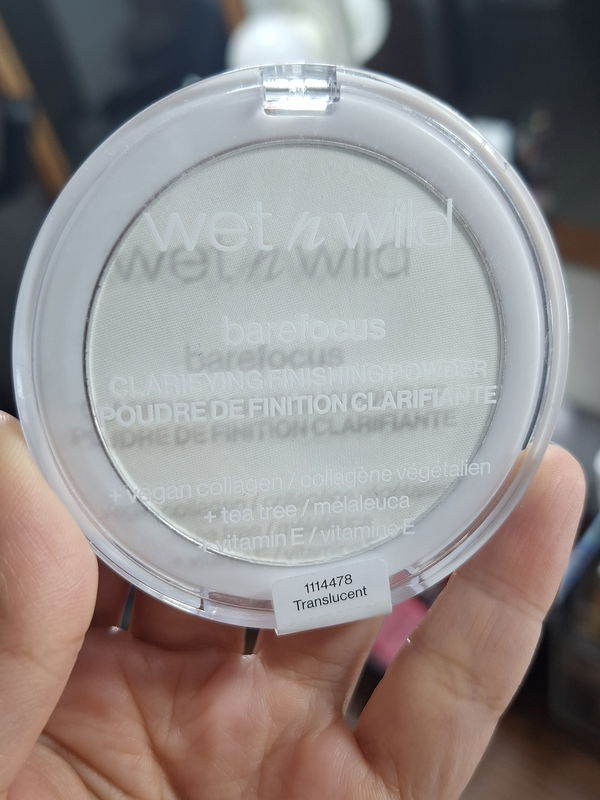 wet n wild
barefocus
CLARIFYING FINISHING POWDER
POUDRE DE FINITION CLARIFIANTE
+ vegan collagen / collagène végétalien
+ tea tree / mélaleuca
+ vitamin E / vitamine E
1114478
Translucent